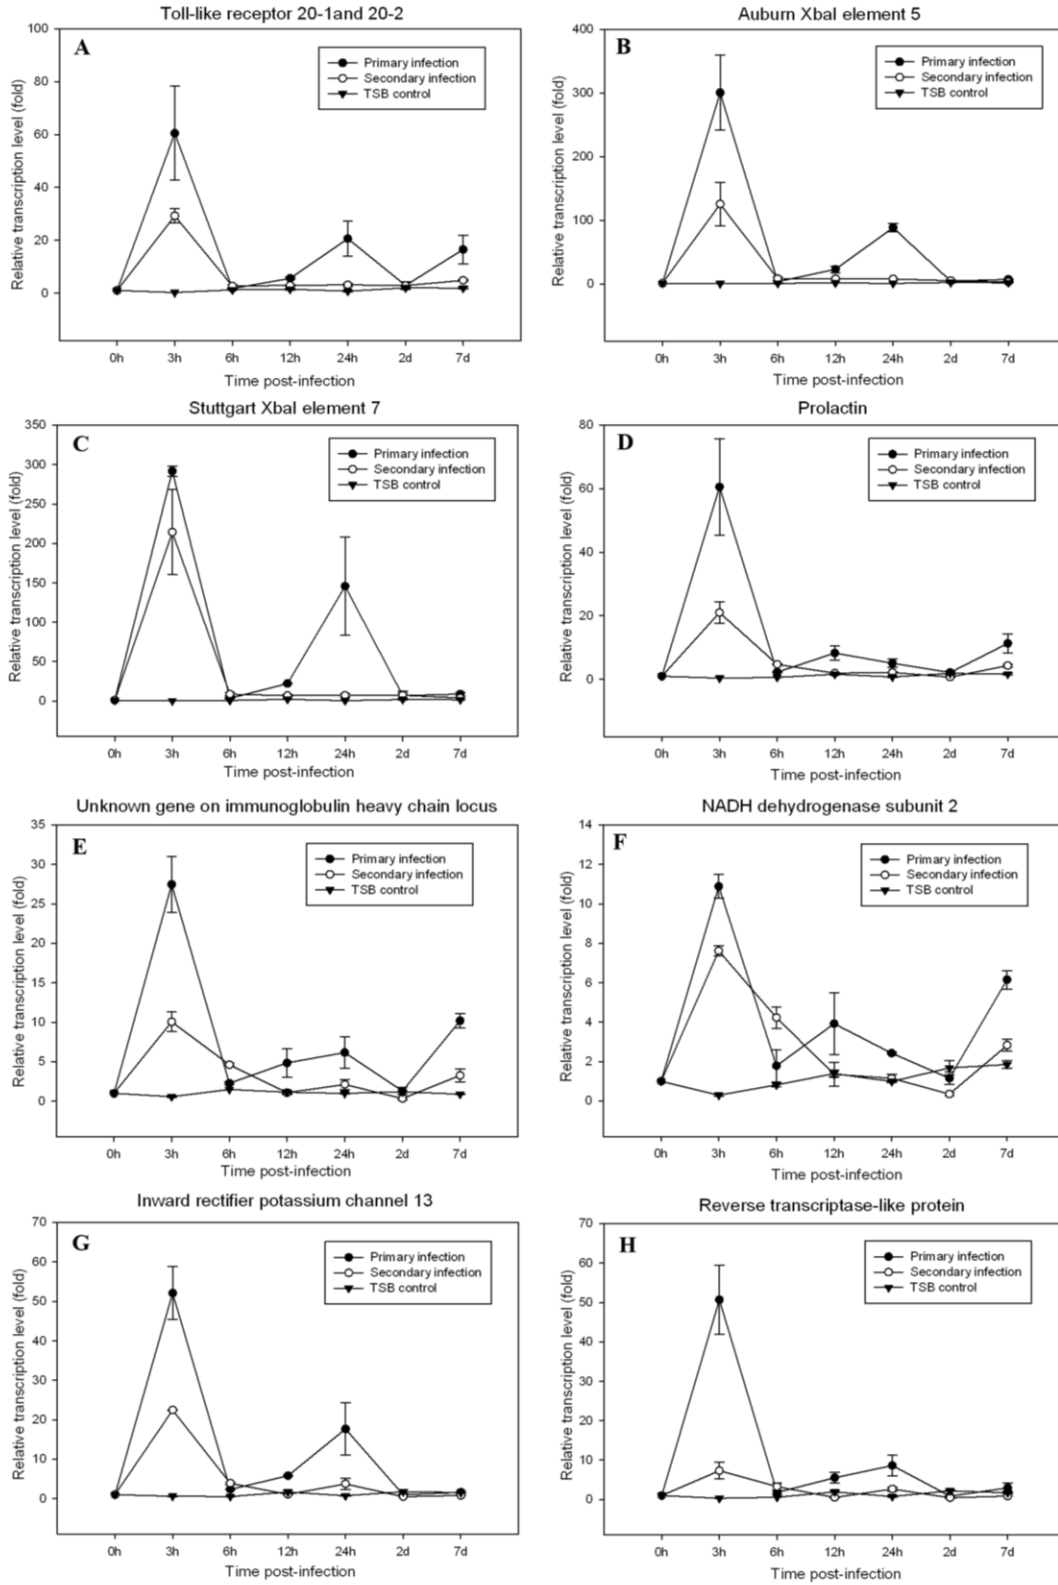 Toll-like receptor 20-1and 20-2
A
Primary infection
Secondary infection
TSB control
Relative transcription level (fold)
100
80
60
40
20
0
0h 3h 6h 12h 24h 2d 7d
Time post-infection
Auburn Xbal element 5
B
Primary infection
Secondary infection
TSB control
Relative transcription level (fold)
400
300
200
100
0
0h 3h 6h 12h 24h 2d 7d
Time post-infection
Stuttgart Xbal element 7
C
Primary infection
Secondary infection
TSB control
Relative transcription level (fold)
350
300
250
200
150
100
50
0
0h 3h 6h 12h 24h 2d 7d
Time post-infection
Prolactin
D
Primary infection
Secondary infection
TSB control
Relative transcription level (fold)
80
60
40
20
0
0h 3h 6h 12h 24h 2d 7d
Time post-infection
Unknown gene on immunoglobulin heavy chain locus
E
Primary infection
Secondary infection
TSB control
Relative transcription level (fold)
35
30
25
20
15
10
5
0
0h 3h 6h 12h 24h 2d 7d
Time post-infection
NADH dehydrogenase subunit 2
F
Primary infection
Secondary infection
TSB control
Relative transcription level (fold)
14
12
10
8
6
4
2
0
0h 3h 6h 12h 24h 2d 7d
Time post-infection
Inward rectifier potassium channel 13
G
Primary infection
Secondary infection
TSB control
Relative transcription level (fold)
70
60
50
40
30
20
10
0
0h 3h 6h 12h 24h 2d 7d
Time post-infection
Reverse transcriptase-like protein
H
Primary infection
Secondary infection
TSB control
Relative transcription level (fold)
70
60
50
40
30
20
10
0
0h 3h 6h 12h 24h 2d 7d
Time post-infection